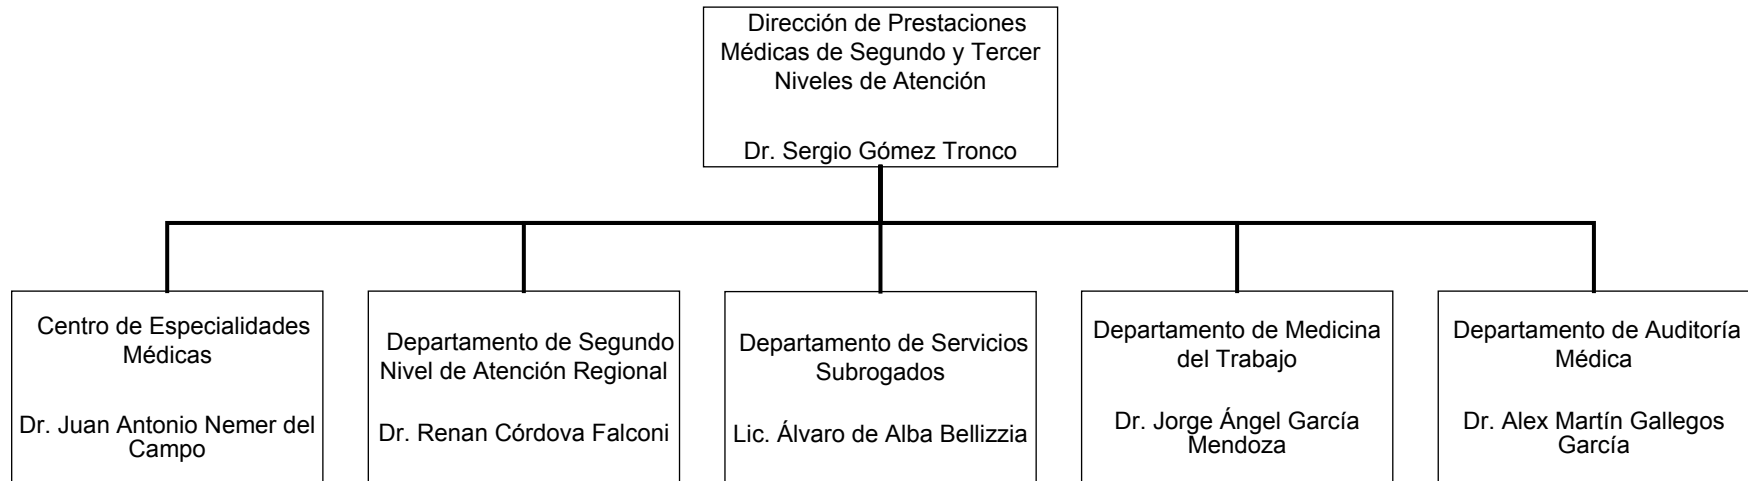 Dirección de Prestaciones
Médicas de Segundo y Tercer
Niveles de Atención
Dr. Sergio Gómez Tronco
Centro de Especialidades
Médicas
Dr. Juan Antonio Nemer del
Campo
Departamento de Segundo
Nivel de Atención Regional
Dr. Renan Córdova Falconi
Departamento de Servicios
Subrogados
Lic. Álvaro de Alba Bellizzia
Departamento de Medicina
del Trabajo
Dr. Jorge Ángel García
Mendoza
Departamento de Auditoría
Médica
Dr. Alex Martín Gallegos
García